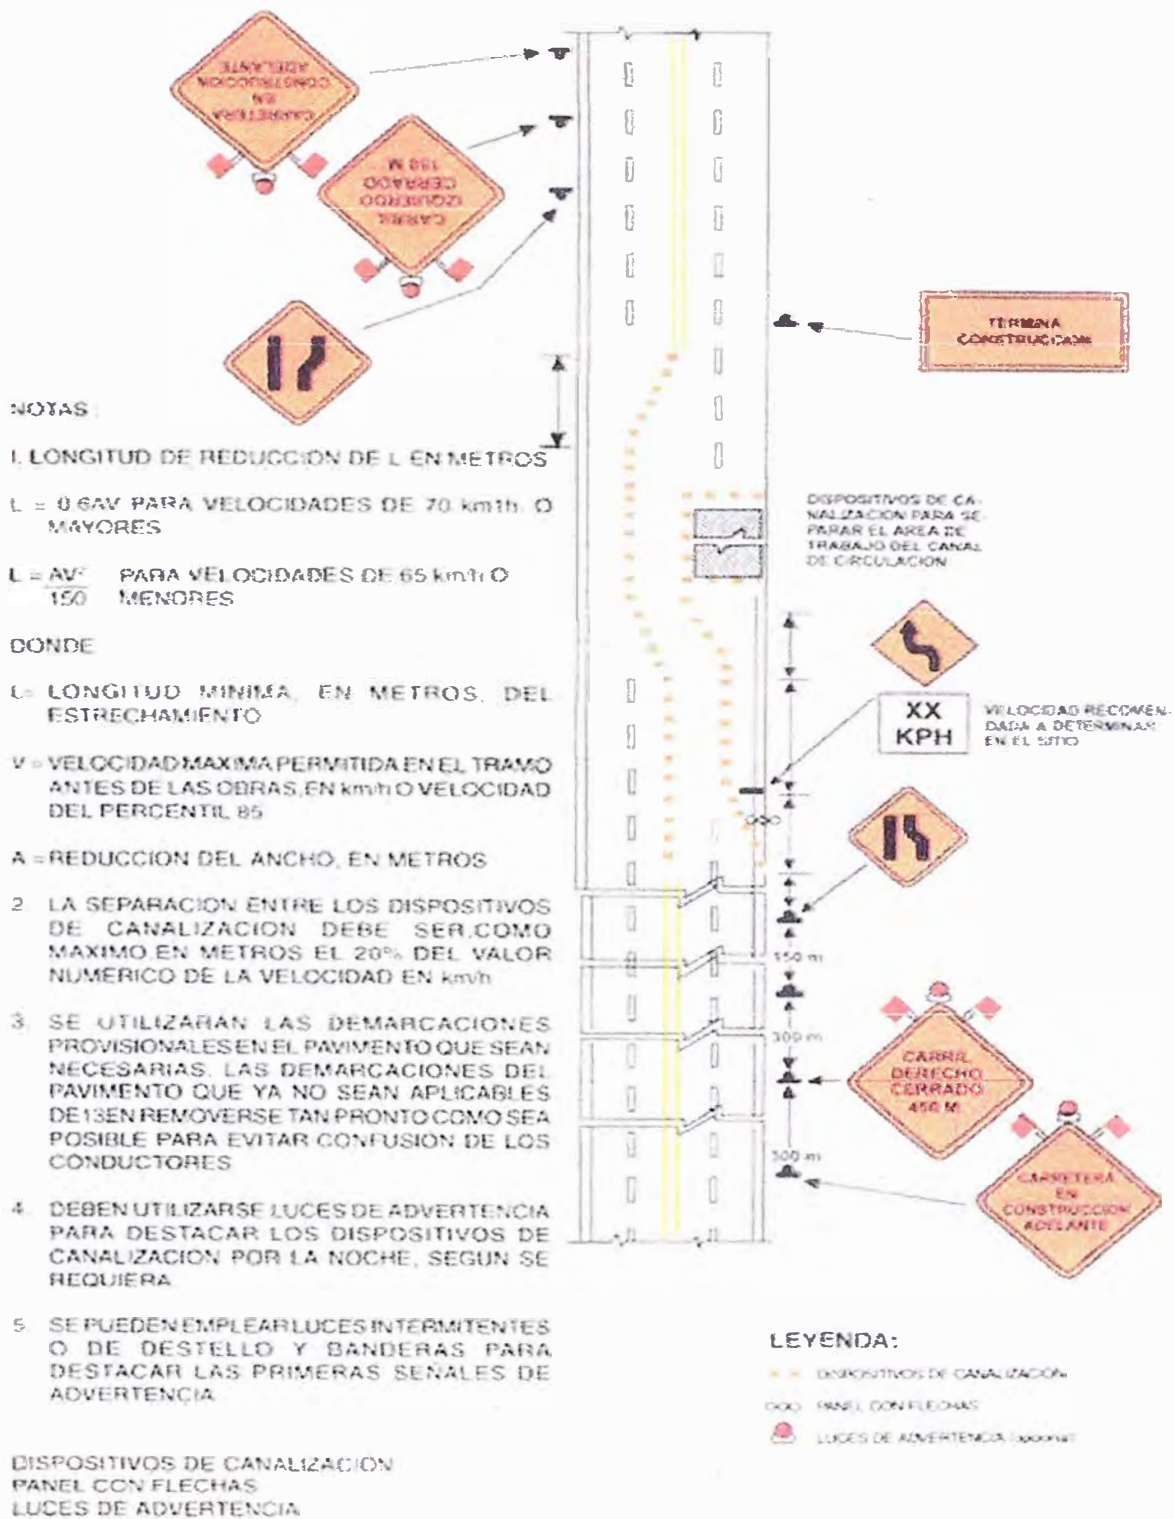 CARRETERA
EN
CONSTRUCCION
ADELANTE
CARRIL
IZQUIERDO
CERRADO
150 M
TERMINA
CONSTRUCCION
NOTAS:
1. LONGITUD DE REDUCCION DE L EN METROS
L = 0.6AV PARA VELOCIDADES DE 70 km1h. O
MAYORES
L = AV² PARA VELOCIDADES DE 65 km/h O
150 MENORES
DONDE
L= LONGITUD MINIMA, EN METROS, DEL
ESTRECHAMIENTO
V = VELOCIDAD MAXIMA PERMITIDA EN EL TRAMO
ANTES DE LAS OBRAS, EN km/h O VELOCIDAD
DEL PERCENTIL 85
A = REDUCCION DEL ANCHO, EN METROS
2. LA SEPARACION ENTRE LOS DISPOSITIVOS
DE CANALIZACION DEBE SER, COMO
MAXIMO, EN METROS EL 20% DEL VALOR
NUMERICO DE LA VELOCIDAD EN km/h
3. SE UTILIZARAN LAS DEMARCACIONES
PROVISIONALES EN EL PAVIMENTO QUE SEAN
NECESARIAS. LAS DEMARCACIONES DEL
PAVIMENTO QUE YA NO SEAN APLICABLES
DE13EN REMOVERSE TAN PRONTO COMO SEA
POSIBLE PARA EVITAR CONFUSION DE LOS
CONDUCTORES
4. DEBEN UTILIZARSE LUCES DE ADVERTENCIA
PARA DESTACAR LOS DISPOSITIVOS DE
CANALIZACION POR LA NOCHE, SEGUN SE
REQUIERA
5. SE PUEDEN EMPLEAR LUCES INTERMITENTES
O DE DESTELLO Y BANDERAS PARA
DESTACAR LAS PRIMERAS SEÑALES DE
ADVERTENCIA
DISPOSITIVOS DE CANALIZACION
PANEL CON FLECHAS
LUCES DE ADVERTENCIA
DISPOSITIVOS DE CA-
NALIZACION PARA SE-
PARAR EL AREA DE
TRABAJO DEL CANAL
DE CIRCULACION
XX
KPH
VELOCIDAD RECOMEN-
DADA A DETERMINAR
EN EL SITIO
150 m
300 m
300 m
CARRIL
DERECHO
CERRADO
450 M
CARRETERA
EN
CONSTRUCCION
ADELANTE
LEYENDA:
DISPOSITIVOS DE CANALIZACIÓN
PANEL CON FLECHAS
LUCES DE ADVERTENCIA (opcional)